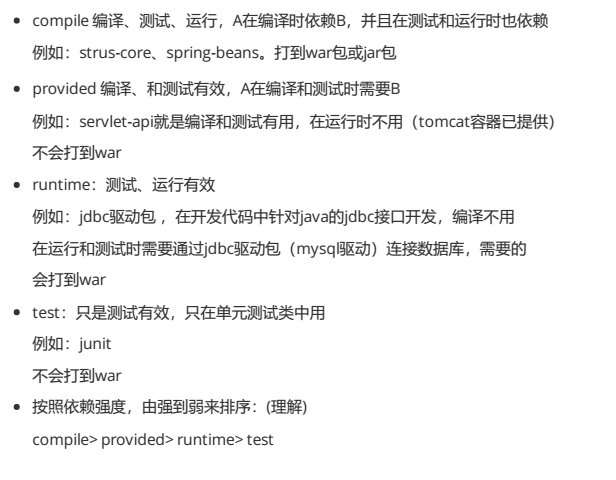 • compile 编译、测试、运行，A在编译时依赖B，并且在测试和运行时也依赖
例如：strus-core、spring-beans。打到war包或jar包
• provided 编译、和测试有效，A在编译和测试时需要B
例如：servlet-api就是编译和测试有用，在运行时不用（tomcat容器已提供）
不会打到war
• runtime：测试、运行有效
例如：jdbc驱动包 ，在开发代码中针对java的jdbc接口开发，编译不用
在运行和测试时需要通过jdbc驱动包（mysql驱动）连接数据库，需要的
会打到war
• test：只是测试有效，只在单元测试类中用
例如：junit
不会打到war
• 按照依赖强度，由强到弱来排序：(理解)
compile> provided> runtime> test